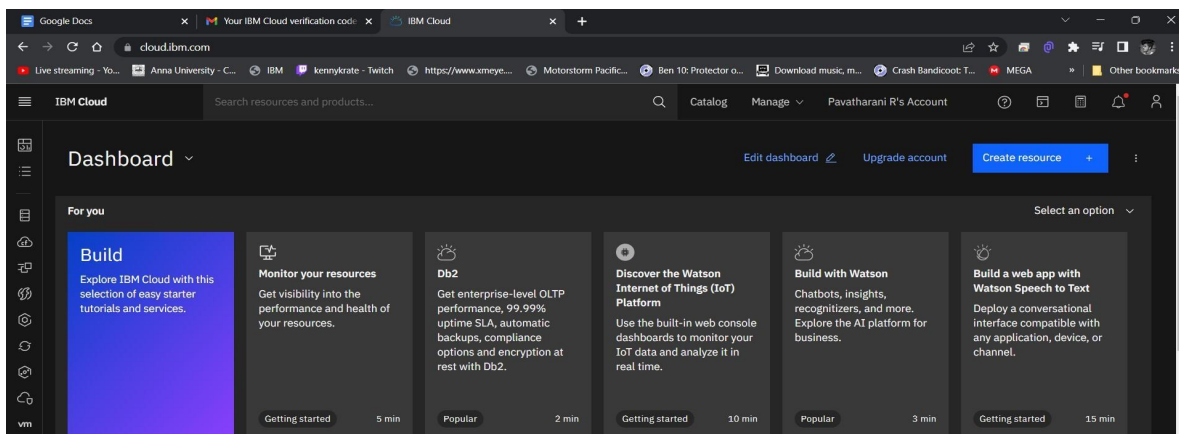 Google Docs
Your IBM Cloud verification code
IBM Cloud
cloud.ibm.com
Live streaming - Yo...
Anna University - C...
IBM
kennykrate - Twitch
https://www.xmeye....
Motorstorm Pacific...
Ben 10: Protector o...
Download music, m...
Crash Bandicoot: T...
MEGA
»
Other bookmarks
IBM Cloud
Search resources and products...
Catalog
Manage
Pavatharani R's Account
Dashboard
Edit dashboard
Upgrade account
Create resource +
For you
Select an option
Build
Explore IBM Cloud with this
selection of easy starter
tutorials and services.
Monitor your resources
Get visibility into the
performance and health of
your resources.
Getting started
5 min
Db2
Get enterprise-level OLTP
performance, 99.99%
uptime SLA, automatic
backups, compliance
options and encryption at
rest with Db2.
Popular
2 min
Discover the Watson
Internet of Things (IoT)
Platform
Use the built-in web console
dashboards to monitor your
IoT data and analyze it in
real time.
Getting started
10 min
Build with Watson
Chatbots, insights,
recognitizers, and more.
Explore the AI platform for
business.
Popular
3 min
Build a web app with
Watson Speech to Text
Deploy a conversational
interface compatible with
any application, device, or
channel.
Getting started
15 min
vm